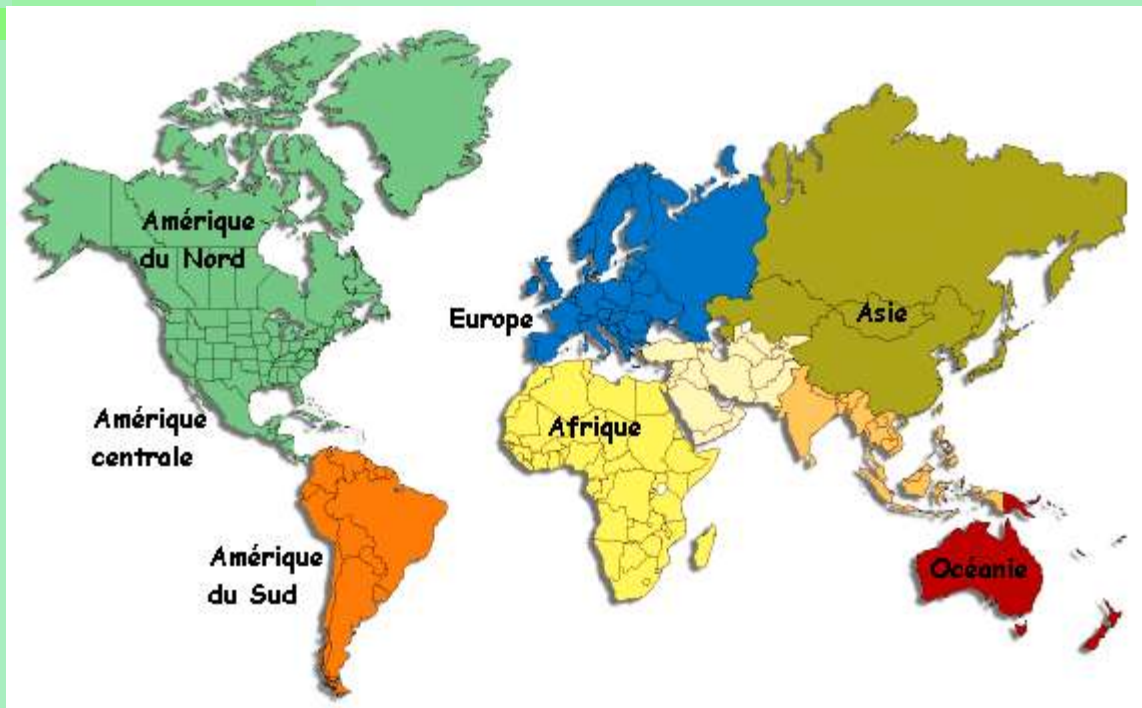 Amérique
du Nord
Europe
Asie
Amérique
centrale
Afrique
Amérique
du Sud
Océanie